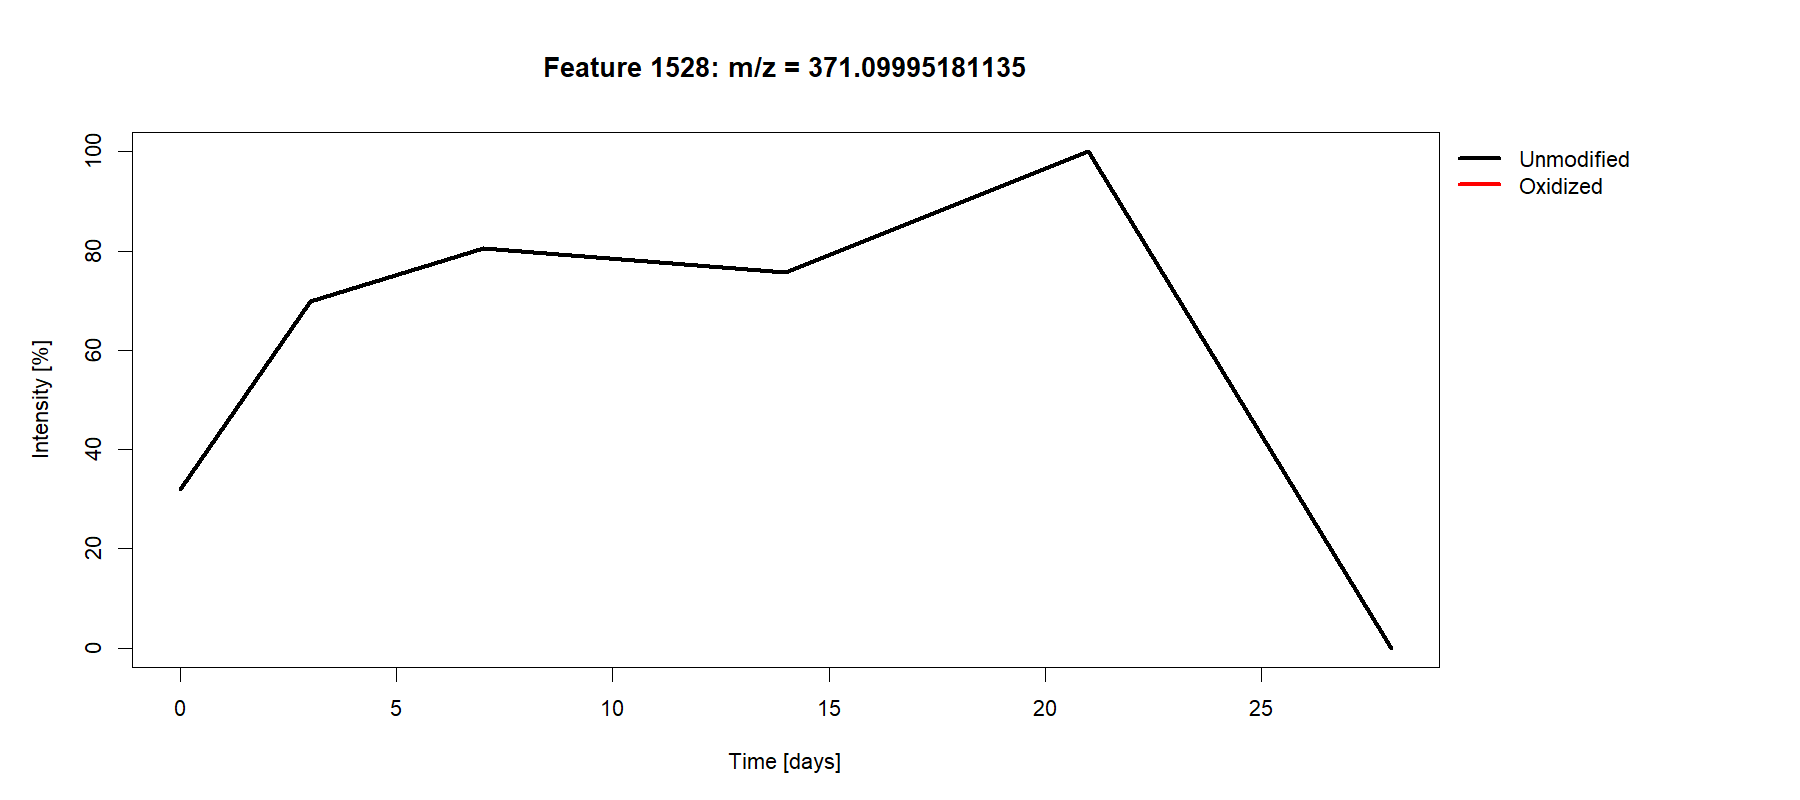 Feature 1528: m/z = 371.09995181135
Unmodified
Oxidized
Intensity [%]
100
80
60
40
20
0
0 5 10 15 20 25
Time [days]